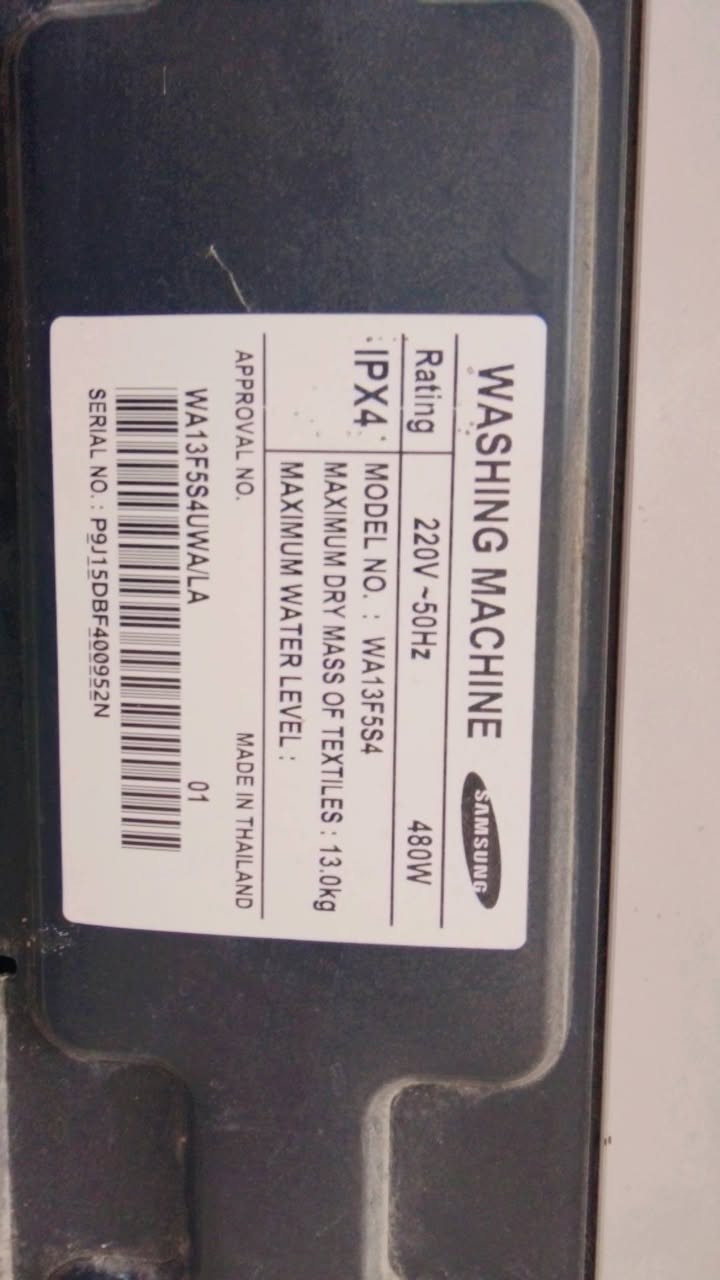 WASHING MACHINE SAMSUNG
Rating 220V ~50Hz 480W
IPX4 MODEL NO. : WA13F5S4
MAXIMUM DRY MASS OF TEXTILES : 13.0kg
MAXIMUM WATER LEVEL :
APPROVAL NO. MADE IN THAILAND
WA13F5S4UWA/LA 01
SERIAL NO. : P9J15DBF400952N